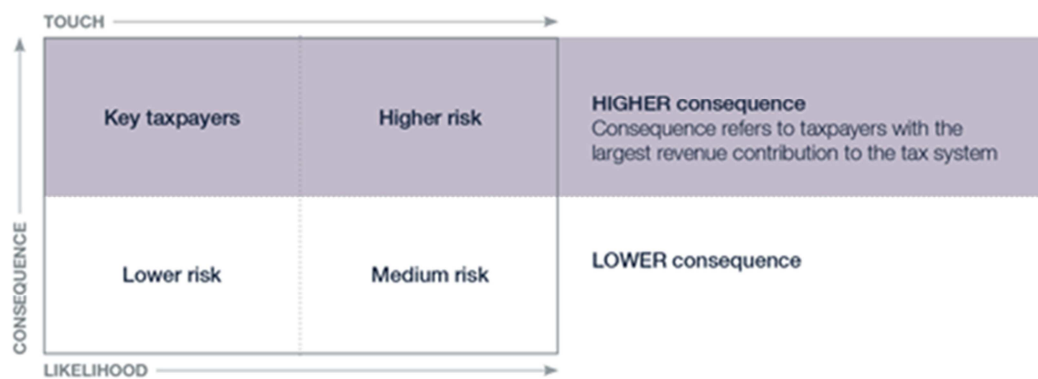 TOUCH
Key taxpayers
Higher risk
HIGHER consequence
Consequence refers to taxpayers with the
largest revenue contribution to the tax system
CONSEQUENCE
Lower risk
Medium risk
LOWER consequence
LIKELIHOOD